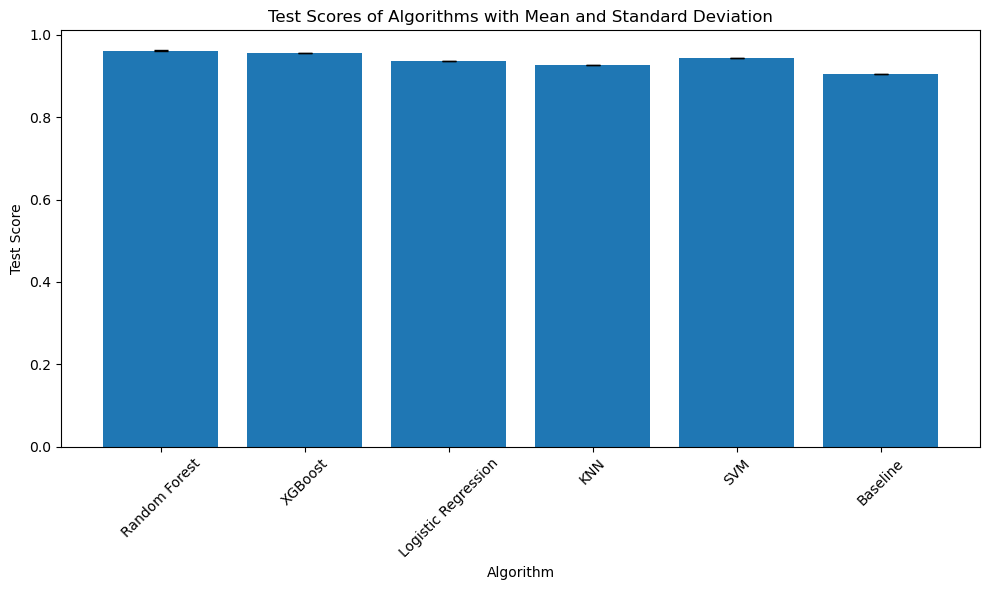 Test Scores of Algorithms with Mean and Standard Deviation
Test Score
1.0
0.8
0.6
0.4
0.2
0.0
Random Forest
XGBoost
Logistic Regression
KNN
SVM
Baseline
Algorithm